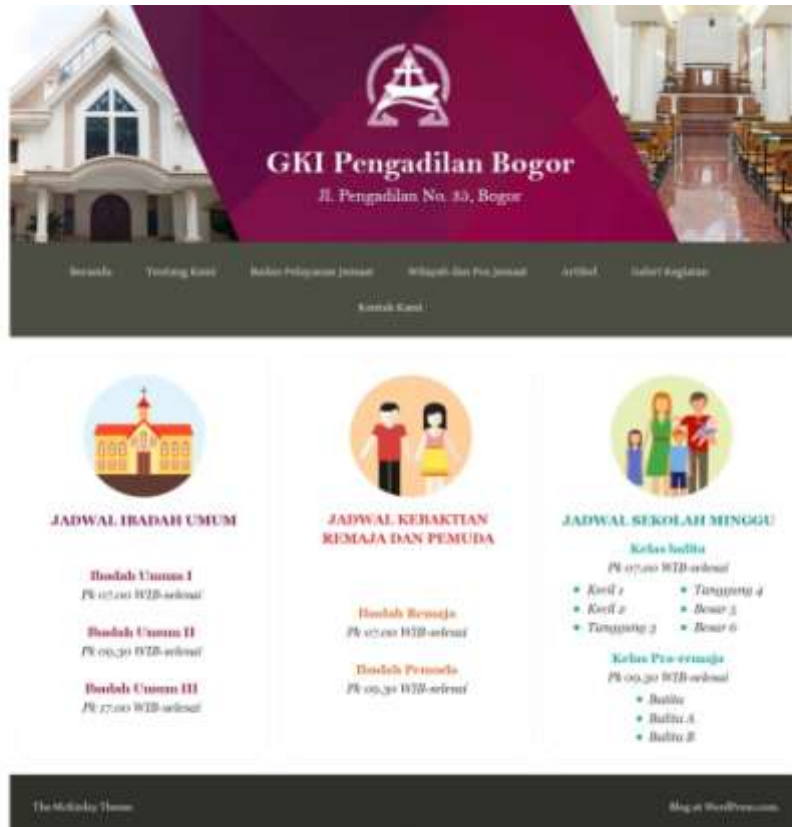 GKI Pengadilan Bogor
Jl. Pengadilan No. 35, Bogor
Beranda Tentang Kami Badan Pelayanan Jemaat Wilayah dan Pos Jemaat Artikel Galeri Kegiatan
Kontak Kami
JADWAL IBADAH UMUM
Ibadah Umum I
Pk 07.00 WIB-selesai
Ibadah Umum II
Pk 09.30 WIB-selesai
Ibadah Umum III
Pk 17.00 WIB-selesai
JADWAL KEBAKTIAN
REMAJA DAN PEMUDA
Ibadah Remaja
Pk 07.00 WIB-selesai
Ibadah Pemuda
Pk 09.30 WIB-selesai
JADWAL SEKOLAH MINGGU
Kelas balita
Pk 07.00 WIB-selesai
Kecil 1
Kecil 2
Tanggung 3
Tanggung 4
Besar 5
Besar 6
Kelas Pra-remaja
Pk 09.30 WIB-selesai
Batita
Balita A
Balita B
The McKinley Theme.
Blog at WordPress.com.